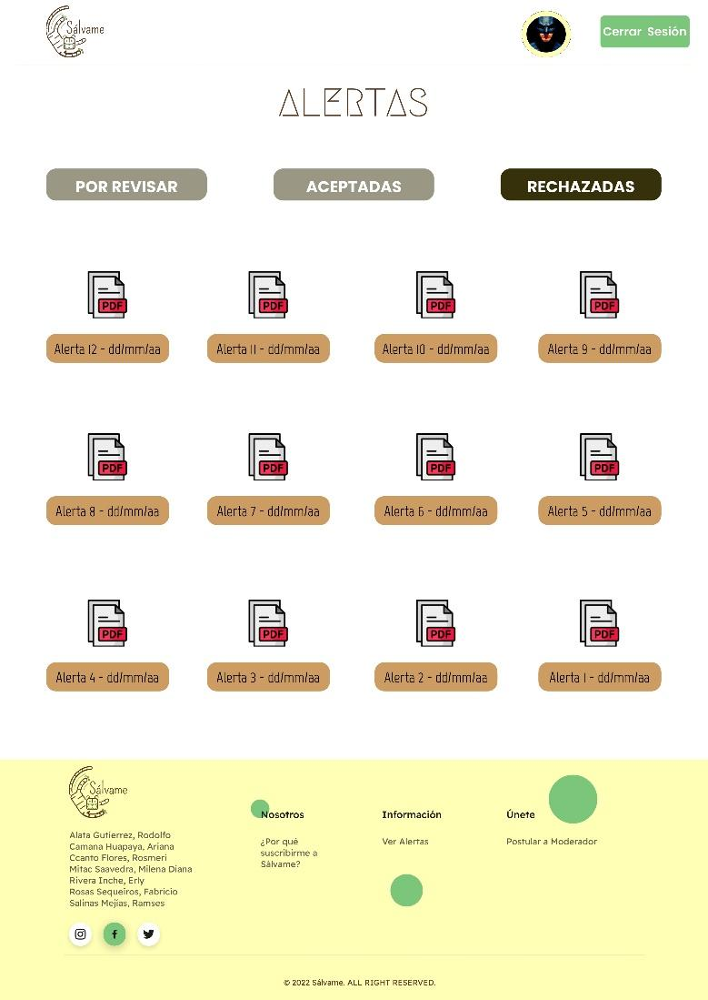 Sálvame
Cerrar Sesión
ALERTAS
POR REVISAR
ACEPTADAS
RECHAZADAS
PDF
PDF
PDF
PDF
Alerta 12 - dd/mm/aa
Alerta 11 - dd/mm/aa
Alerta 10 - dd/mm/aa
Alerta 9 - dd/mm/aa
PDF
PDF
PDF
PDF
Alerta 8 - dd/mm/aa
Alerta 7 - dd/mm/aa
Alerta 6 - dd/mm/aa
Alerta 5 - dd/mm/aa
PDF
PDF
PDF
PDF
Alerta 4 - dd/mm/aa
Alerta 3 - dd/mm/aa
Alerta 2 - dd/mm/aa
Alerta 1 - dd/mm/aa
Sálvame
Alata Gutierrez, Rodolfo
Camana Huapaya, Ariana
Ccanto Flores, Rosmeri
Mitac Saavedra, Milena Diana
Rivera Inche, Erly
Rosas Sequeiros, Fabricio
Salinas Mejias, Ramses
Nosotros
¿Por qué
suscribirme a
Sálvame?
Información
Ver Alertas
Únete
Postular a Moderador
© 2022 Sálvame. ALL RIGHT RESERVED.